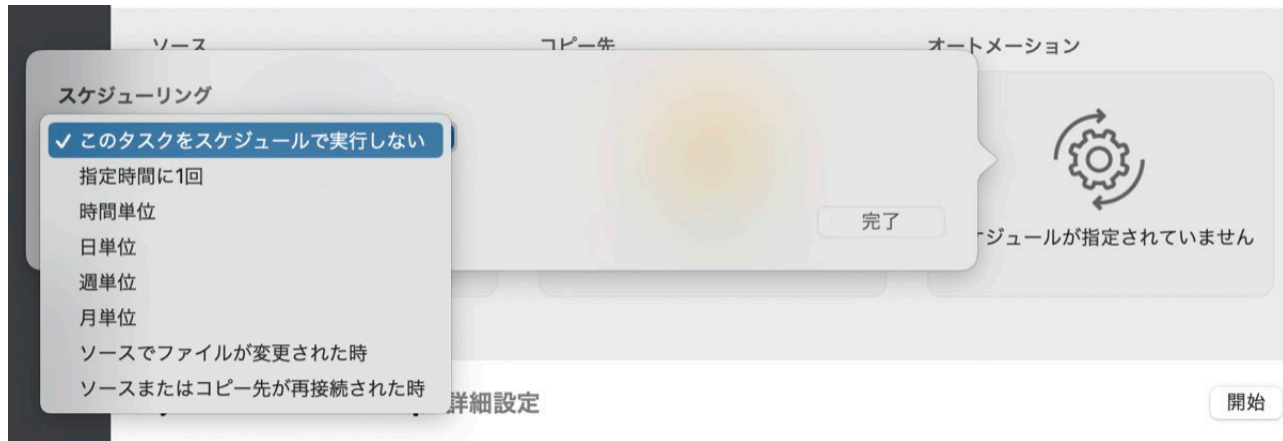 ソース
コピー先
オートメーション
スケジューリング
✓ このタスクをスケジュールで実行しない
指定時間に1回
時間単位
日単位
週単位
月単位
ソースでファイルが変更された時
ソースまたはコピー先が再接続された時
完了
ジュールが指定されていません
詳細設定
開始